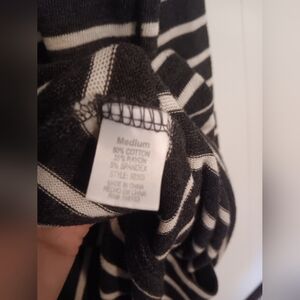 Medium
60% COTTON
35% RAYON
5% SPANDEX
MADE IN CHINA
HECHO EN CHINA